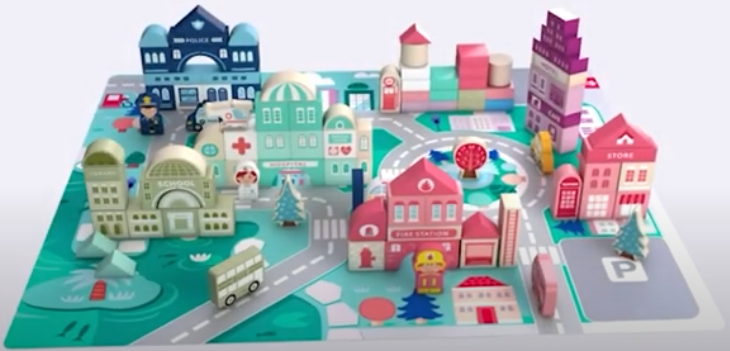 POLICE
HOSPITAL
SCHOOL
STORE
FIRE STATION
P